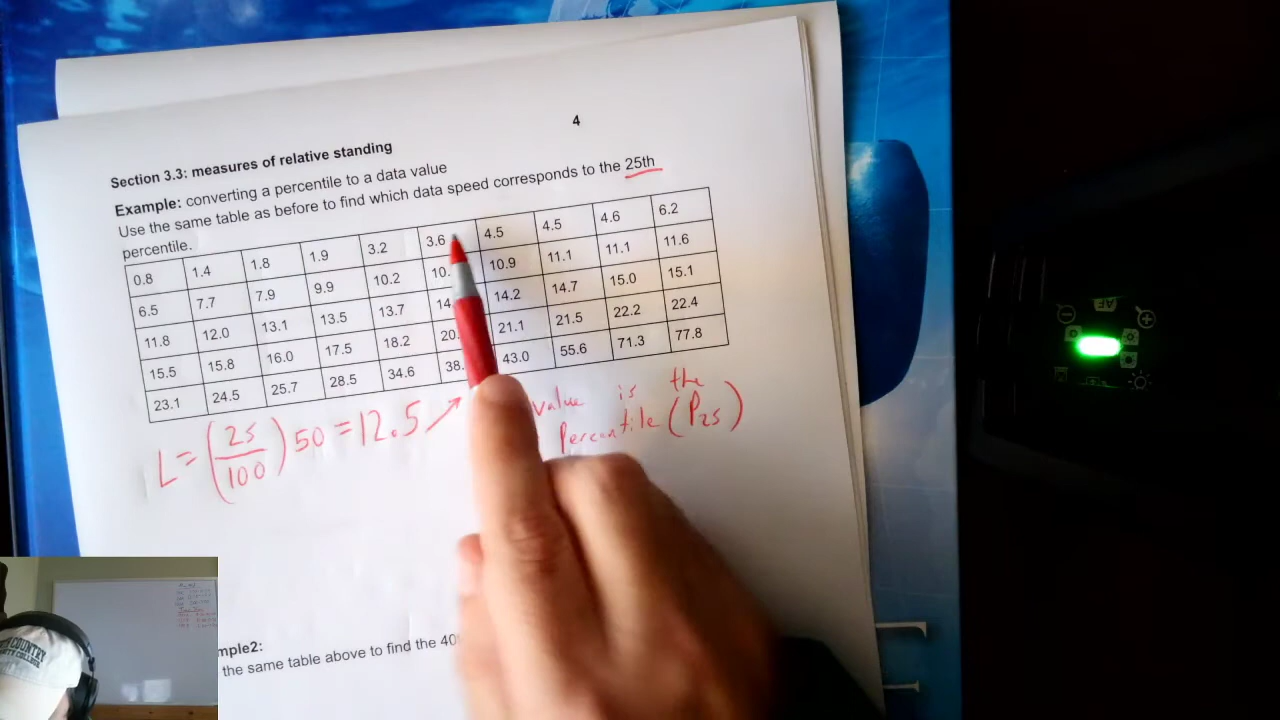 4
Section 3.3: measures of relative standing
Example: converting a percentile to a data value
Use the same table as before to find which data speed corresponds to the 25th
percentile.
0.8 1.4 1.8 1.9 3.2 3.6 4.5 4.5 4.6 6.2
6.5 7.7 7.9 9.9 10.2 10. 10.9 11.1 11.1 11.6
11.8 12.0 13.1 13.5 13.7 14. 14.2 14.7 15.0 15.1
15.5 15.8 16.0 17.5 18.2 20. 21.1 21.5 22.2 22.4
23.1 24.5 25.7 28.5 34.6 38. 43.0 55.6 71.3 77.8
L = (25/100) 50 = 12.5 ↗
value is the
Percentile (P25)
mple2:
the same table above to find the 40